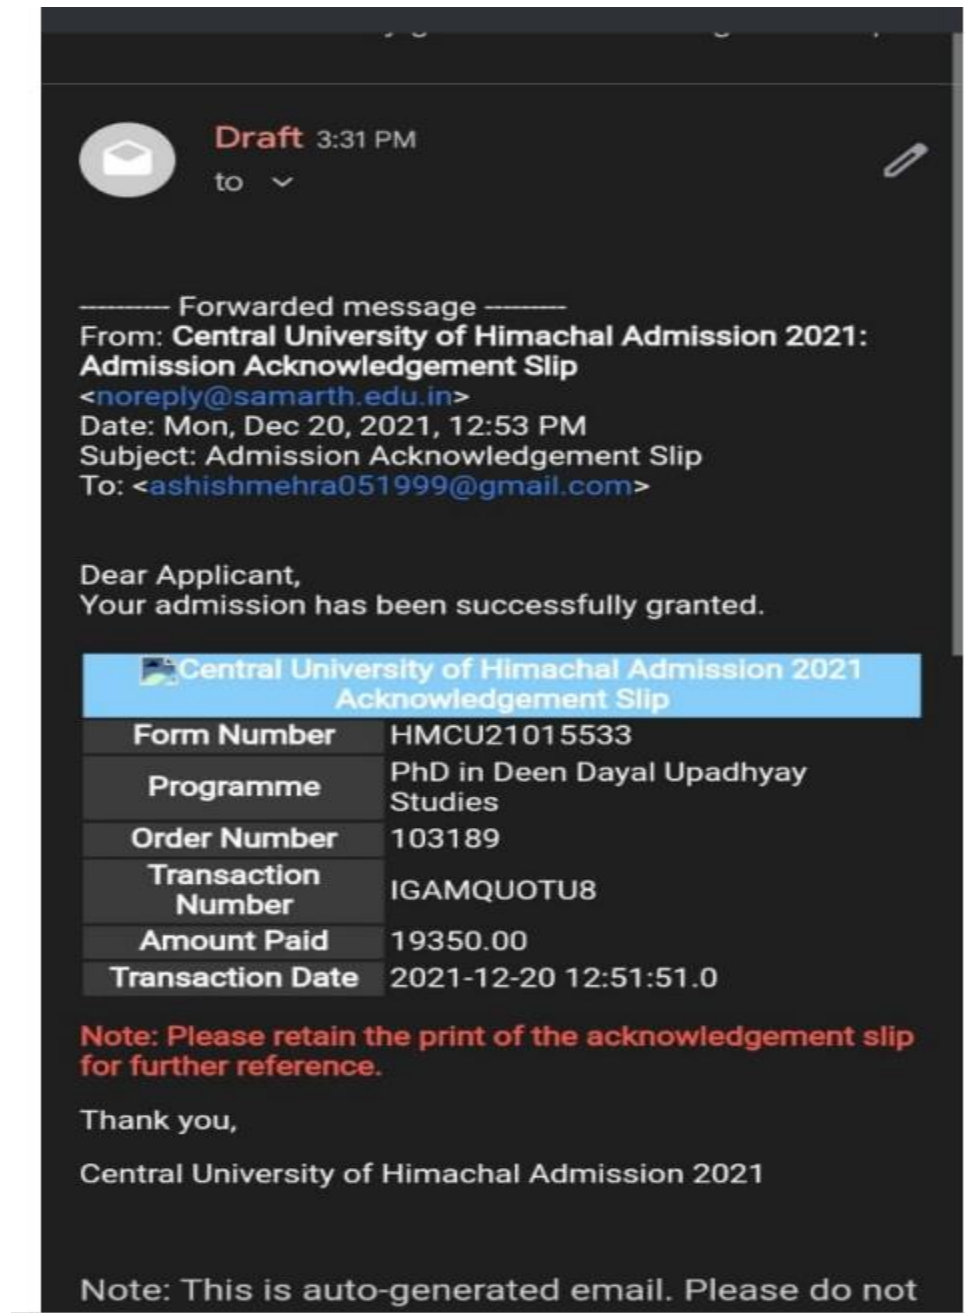 Draft 3:31 PM
to
---------- Forwarded message ---------
From: Central University of Himachal Admission 2021:
Admission Acknowledgement Slip
<noreply@samarth.edu.in>
Date: Mon, Dec 20, 2021, 12:53 PM
Subject: Admission Acknowledgement Slip
To: <ashishmehra051999@gmail.com>
Dear Applicant,
Your admission has been successfully granted.
Central University of Himachal Admission 2021
Acknowledgement Slip
Form Number HMCU21015533
Programme PhD in Deen Dayal Upadhyay
Studies
Order Number 103189
Transaction
Number IGAMQUOTU8
Amount Paid 19350.00
Transaction Date 2021-12-20 12:51:51.0
Note: Please retain the print of the acknowledgement slip
for further reference.
Thank you,
Central University of Himachal Admission 2021
Note: This is auto-generated email. Please do not